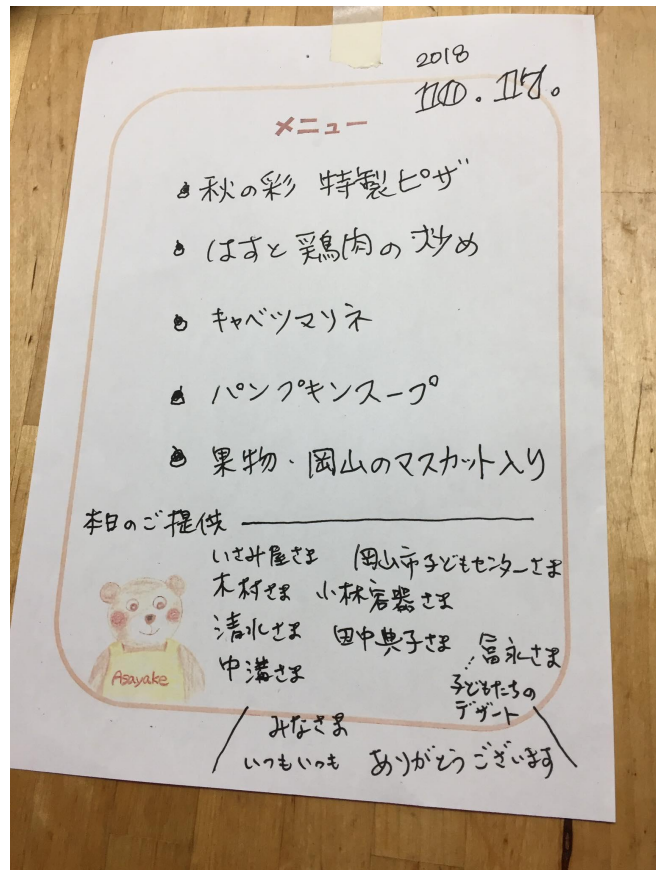 2018
10.17.
メニュー
秋の彩 特製ピザ
はすと鶏肉の炒め
キャベツマリネ
パンプキンスープ
果物・岡山のマスカット入り
本日のご提供
いさみ屋さま 岡山市子どもセンターさま
木村さま 小林容器さま
清水さま 田中典子さま 冨永さま
中溝さま 子どもたちの
デザート
Asayake
みなさま
いつもいつも ありがとうございます